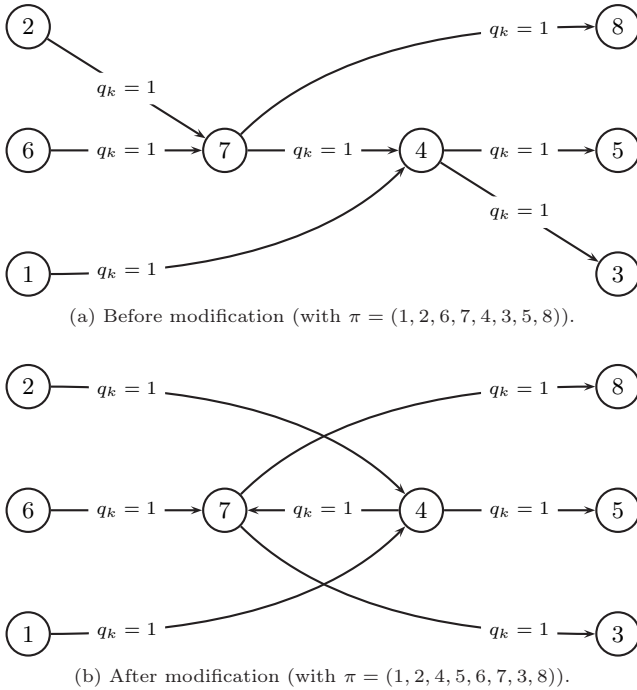 2
8
q_k = 1
q_k = 1
6
q_k = 1
7
q_k = 1
4
q_k = 1
5
q_k = 1
1
q_k = 1
3
(a) Before modification (with π = (1, 2, 6, 7, 4, 3, 5, 8)).
2
q_k = 1
q_k = 1
8
6
q_k = 1
7
q_k = 1
4
q_k = 1
5
1
q_k = 1
q_k = 1
3
(b) After modification (with π = (1, 2, 4, 5, 6, 7, 3, 8)).